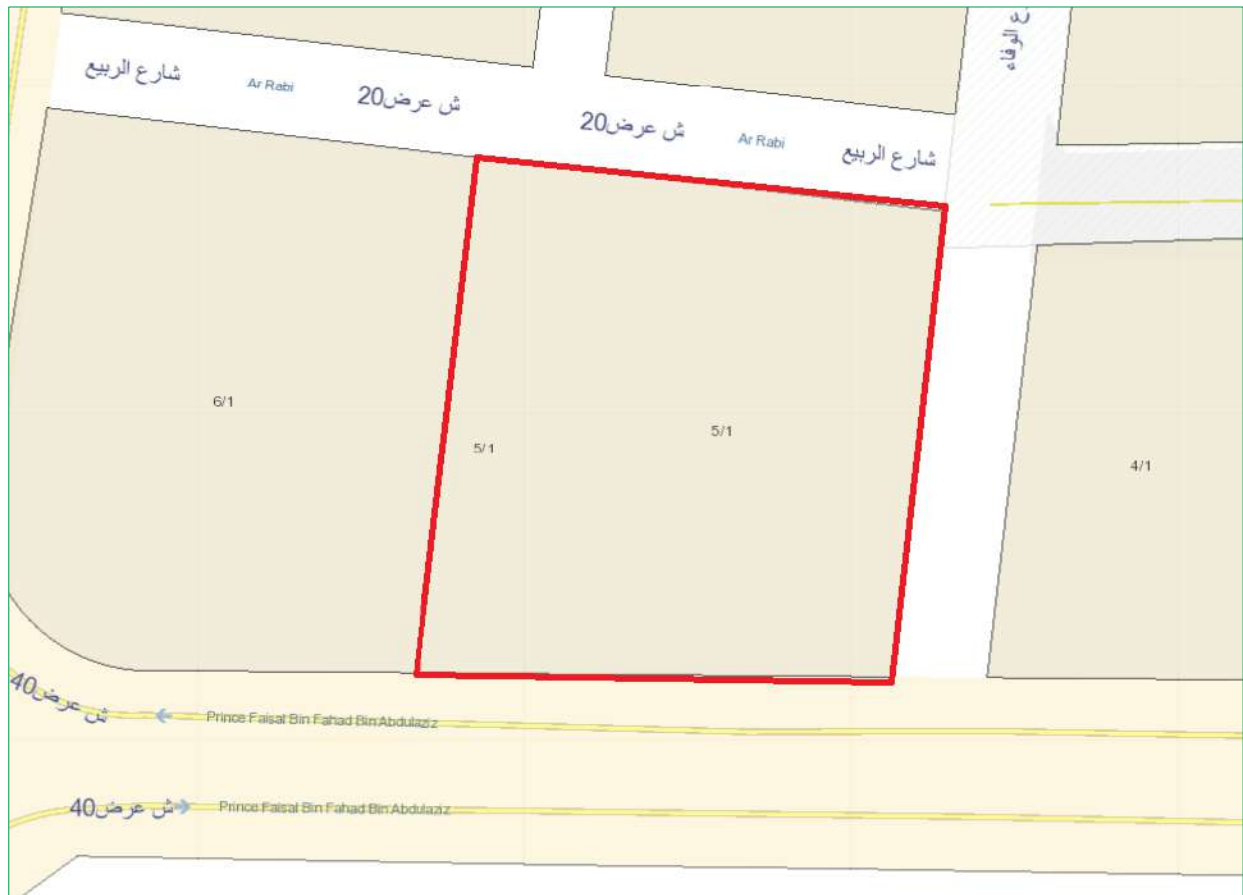 ع الوفاء
شارع الربيع
Ar Rabi
ش عرض20
ش عرض20
Ar Rabi
شارع الربيع
6/1
5/1
5/1
4/1
ش عرض40
Prince Faisal Bin Fahad Bin Abdulaziz
ش عرض40
Prince Faisal Bin Fahad Bin Abdulaziz